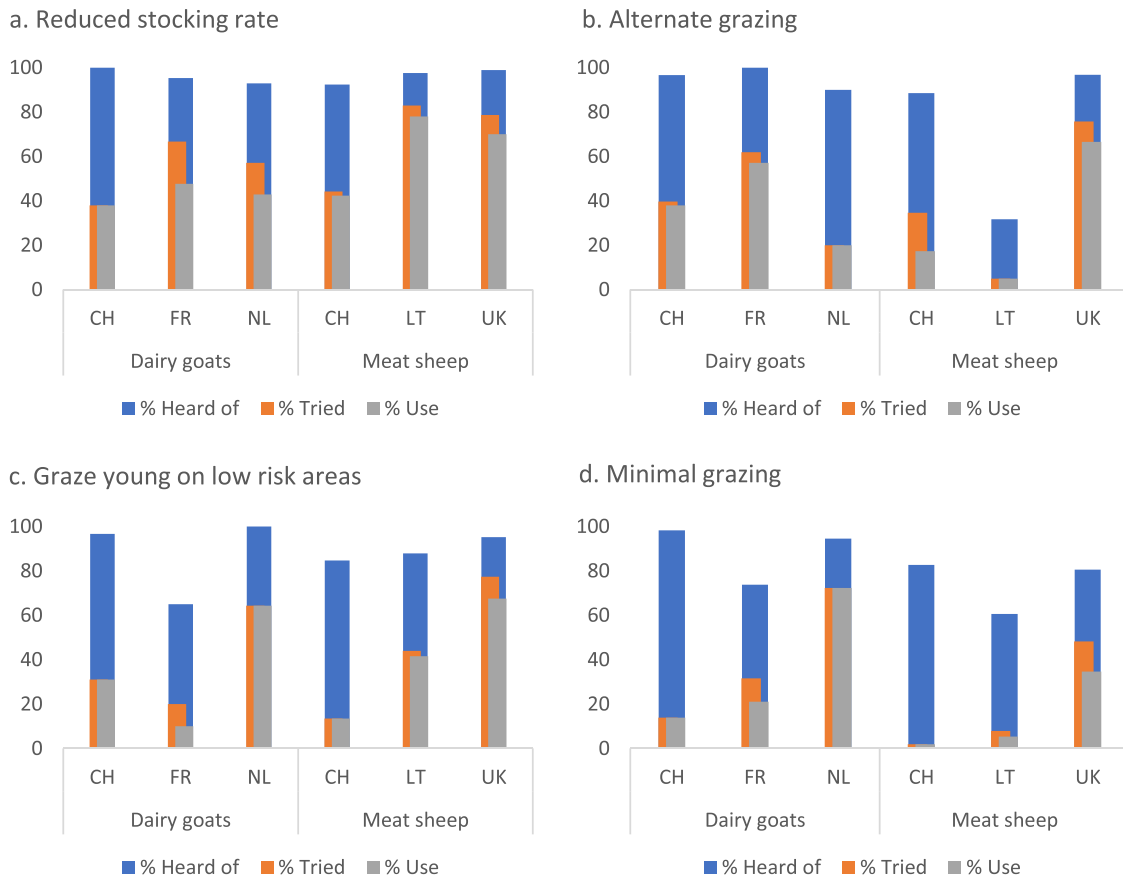 a. Reduced stocking rate
100
80
60
40
20
0
CH FR NL CH LT UK
Dairy goats Meat sheep
% Heard of % Tried % Use
b. Alternate grazing
100
80
60
40
20
0
CH FR NL CH LT UK
Dairy goats Meat sheep
% Heard of % Tried % Use
c. Graze young on low risk areas
100
80
60
40
20
0
CH FR NL CH LT UK
Dairy goats Meat sheep
% Heard of % Tried % Use
d. Minimal grazing
100
80
60
40
20
0
CH FR NL CH LT UK
Dairy goats Meat sheep
% Heard of % Tried % Use